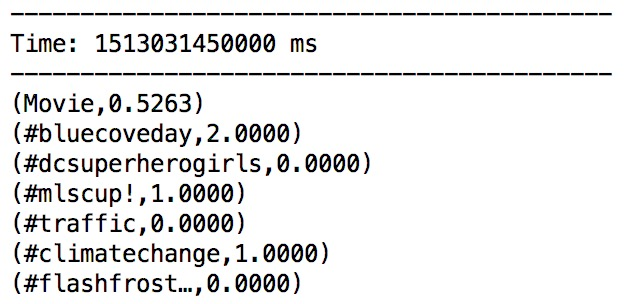 -------------------------------------------
Time: 1513031450000 ms
-------------------------------------------
(Movie,0.5263)
(#bluecoveday,2.0000)
(#dcsuperherogirls,0.0000)
(#mlscup!,1.0000)
(#traffic,0.0000)
(#climatechange,1.0000)
(#flashfrost…,0.0000)